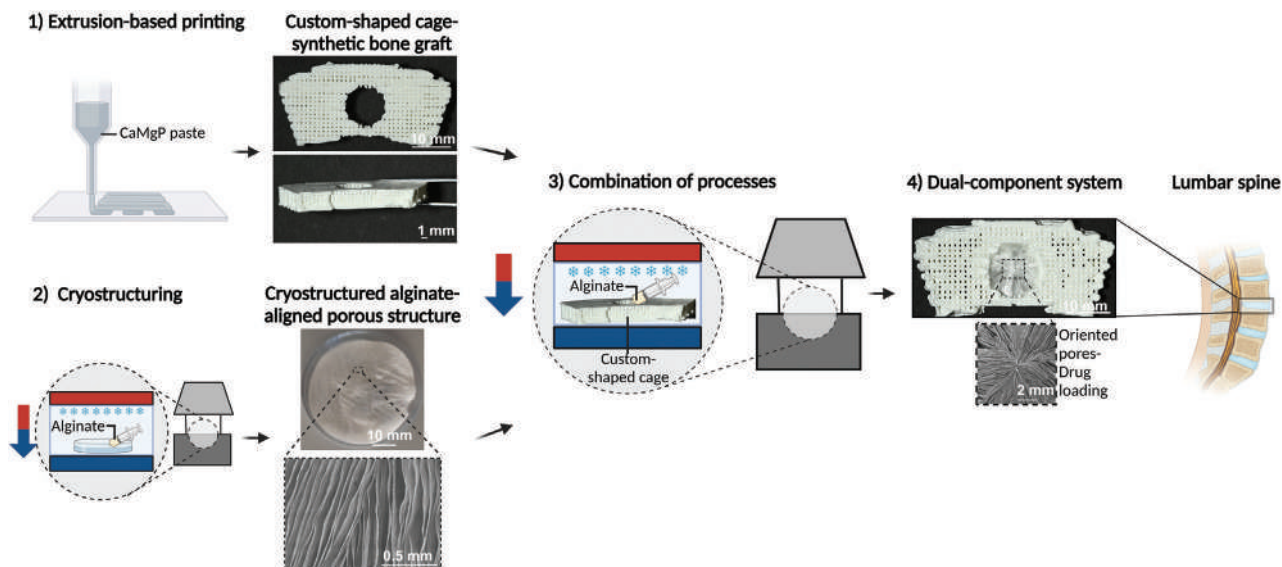 1) Extrusion-based printing
CaMgP paste
Custom-shaped cage-
synthetic bone graft
10 mm
1 mm
2) Cryostructuring
Alginate
Cryostructured alginate-
aligned porous structure
10 mm
0.5 mm
3) Combination of processes
Alginate
Custom-
shaped cage
4) Dual-component system
10 mm
Oriented
pores-
Drug
loading
2 mm
Lumbar spine